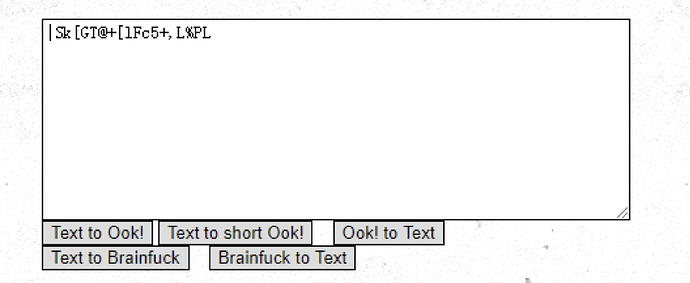 Sk[GT@+[lFc5+,L%PL
Text to Ook! Text to short Ook! Ook! to Text
Text to Brainfuck Brainfuck to Text